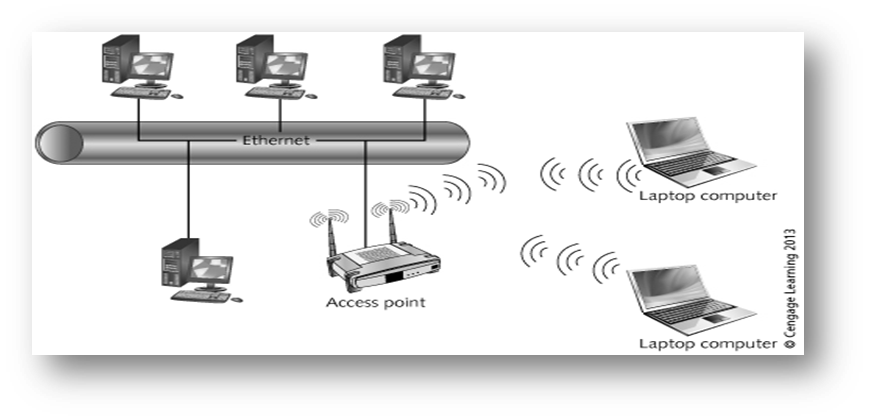 Ethernet
Laptop computer
Access point
Laptop computer
© Cengage Learning 2013